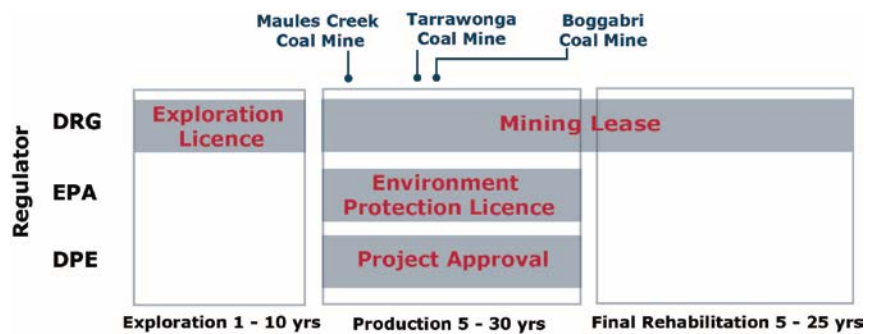 Maules Creek
Coal Mine
Tarrawonga
Coal Mine
Boggabri
Coal Mine
Regulator
DRG
Exploration
Licence
Mining Lease
EPA
Environment
Protection Licence
DPE
Project Approval
Exploration 1 - 10 yrs
Production 5 - 30 yrs
Final Rehabilitation 5 - 25 yrs